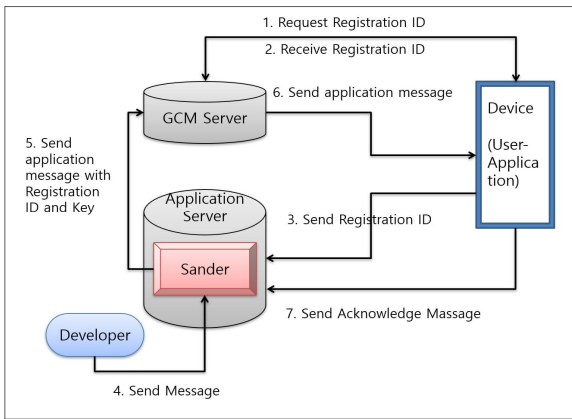 1. Request Registration ID
2. Receive Registration ID
6. Send application message
GCM Server
Device
(User-
Applica
tion)
5. Send
application
message with
Registration
ID and Key
Application
Server
3. Send Registration ID
Sander
7. Send Acknowledge Massage
Developer
4. Send Message